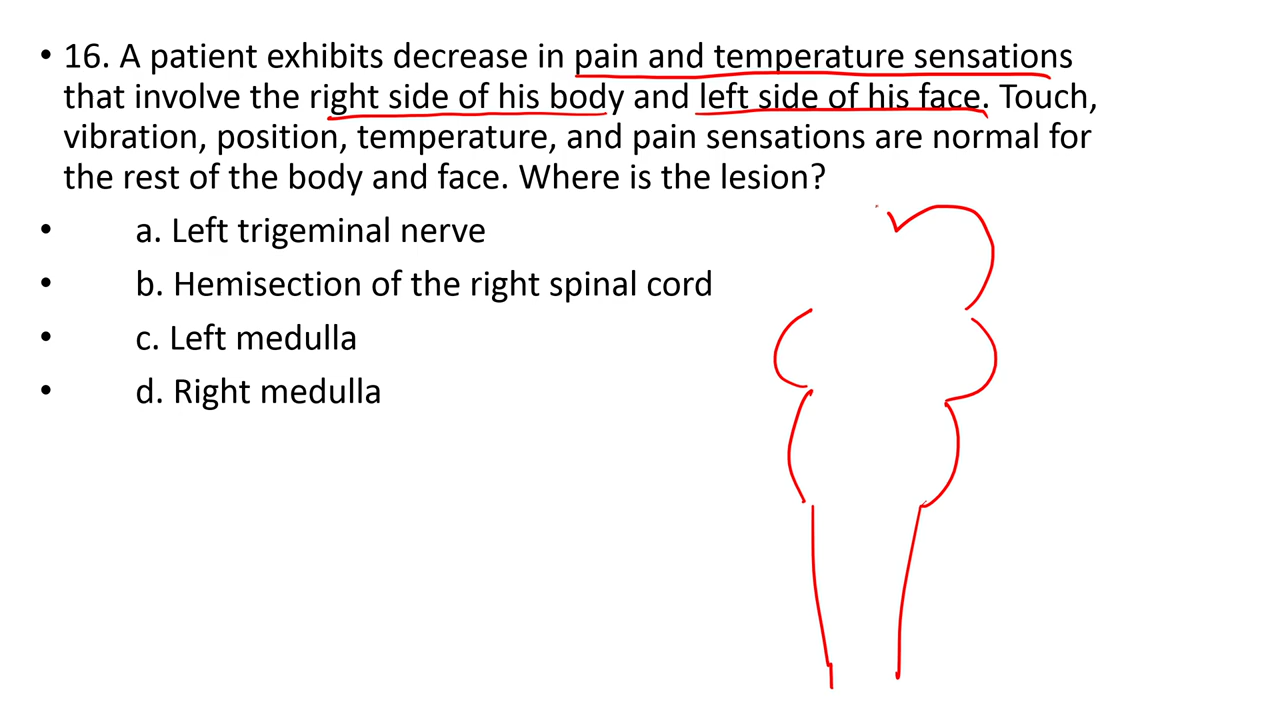 • 16. A patient exhibits decrease in pain and temperature sensations
that involve the right side of his body and left side of his face. Touch,
vibration, position, temperature, and pain sensations are normal for
the rest of the body and face. Where is the lesion?
• a. Left trigeminal nerve
• b. Hemisection of the right spinal cord
• c. Left medulla
• d. Right medulla